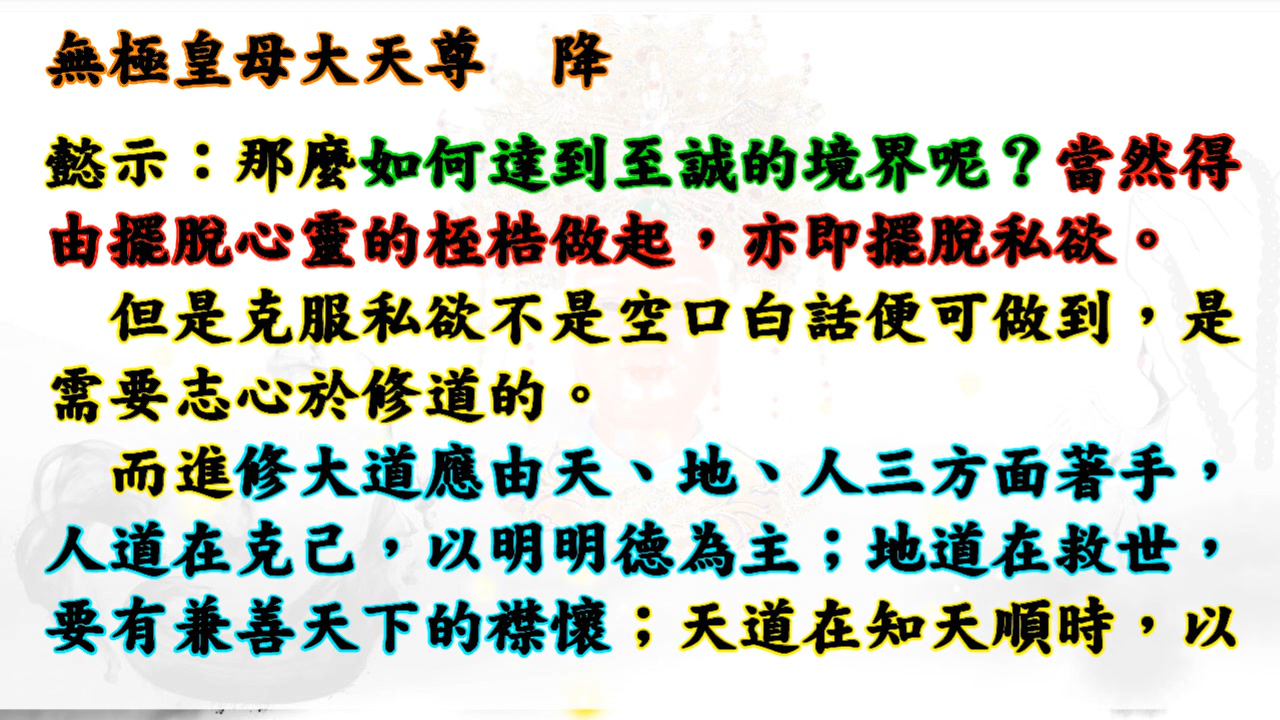 無極皇母大天尊　降
懿示：那麼如何達到至誠的境界呢？當然得
由擺脫心靈的桎梏做起，亦即擺脫私欲。
　但是克服私欲不是空口白話便可做到，是
需要志心於修道的。
　而進修大道應由天、地、人三方面著手，
人道在克己，以明明德為主；地道在救世，
要有兼善天下的襟懷；天道在知天順時，以